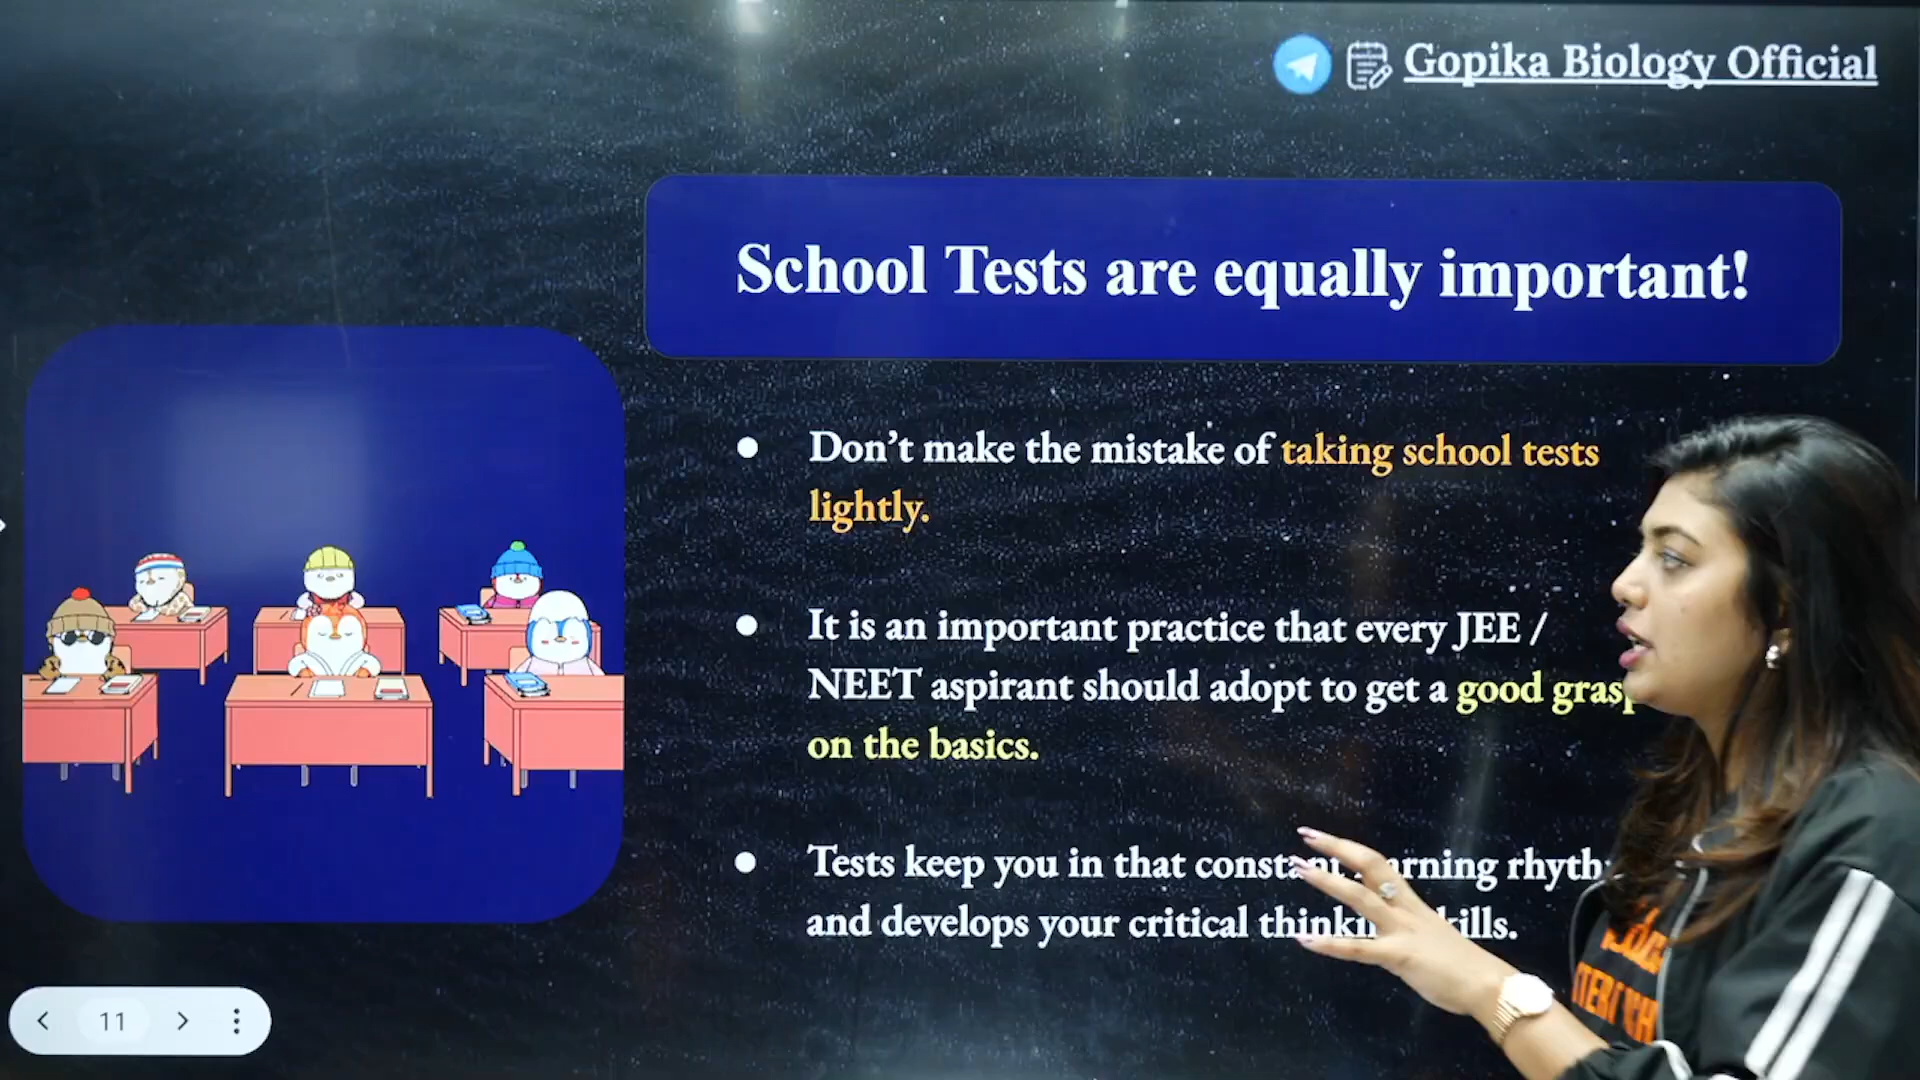 Gopika Biology Official
School Tests are equally important!
Don't make the mistake of taking school tests
lightly.
It is an important practice that every JEE /
NEET aspirant should adopt to get a good grasp
on the basics.
Tests keep you in that constant
and develops your critical
11